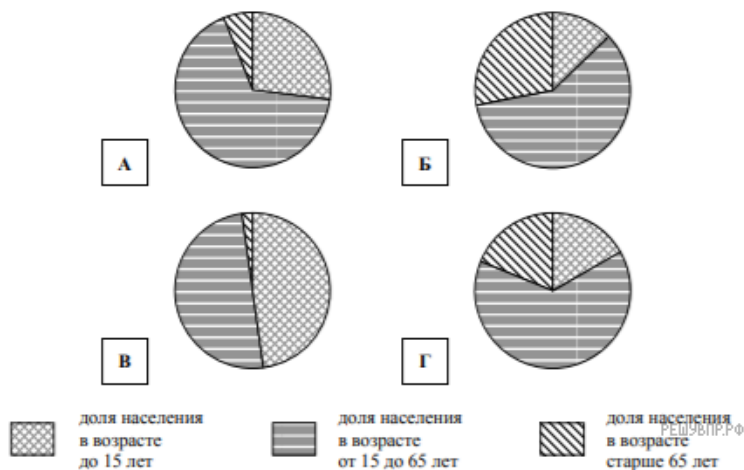 А
Б
В
Г
доля населения
в возрасте
до 15 лет
доля населения
в возрасте
от 15 до 65 лет
доля населения
в возрасте
старше 65 лет
РЕШУВПР.РФ